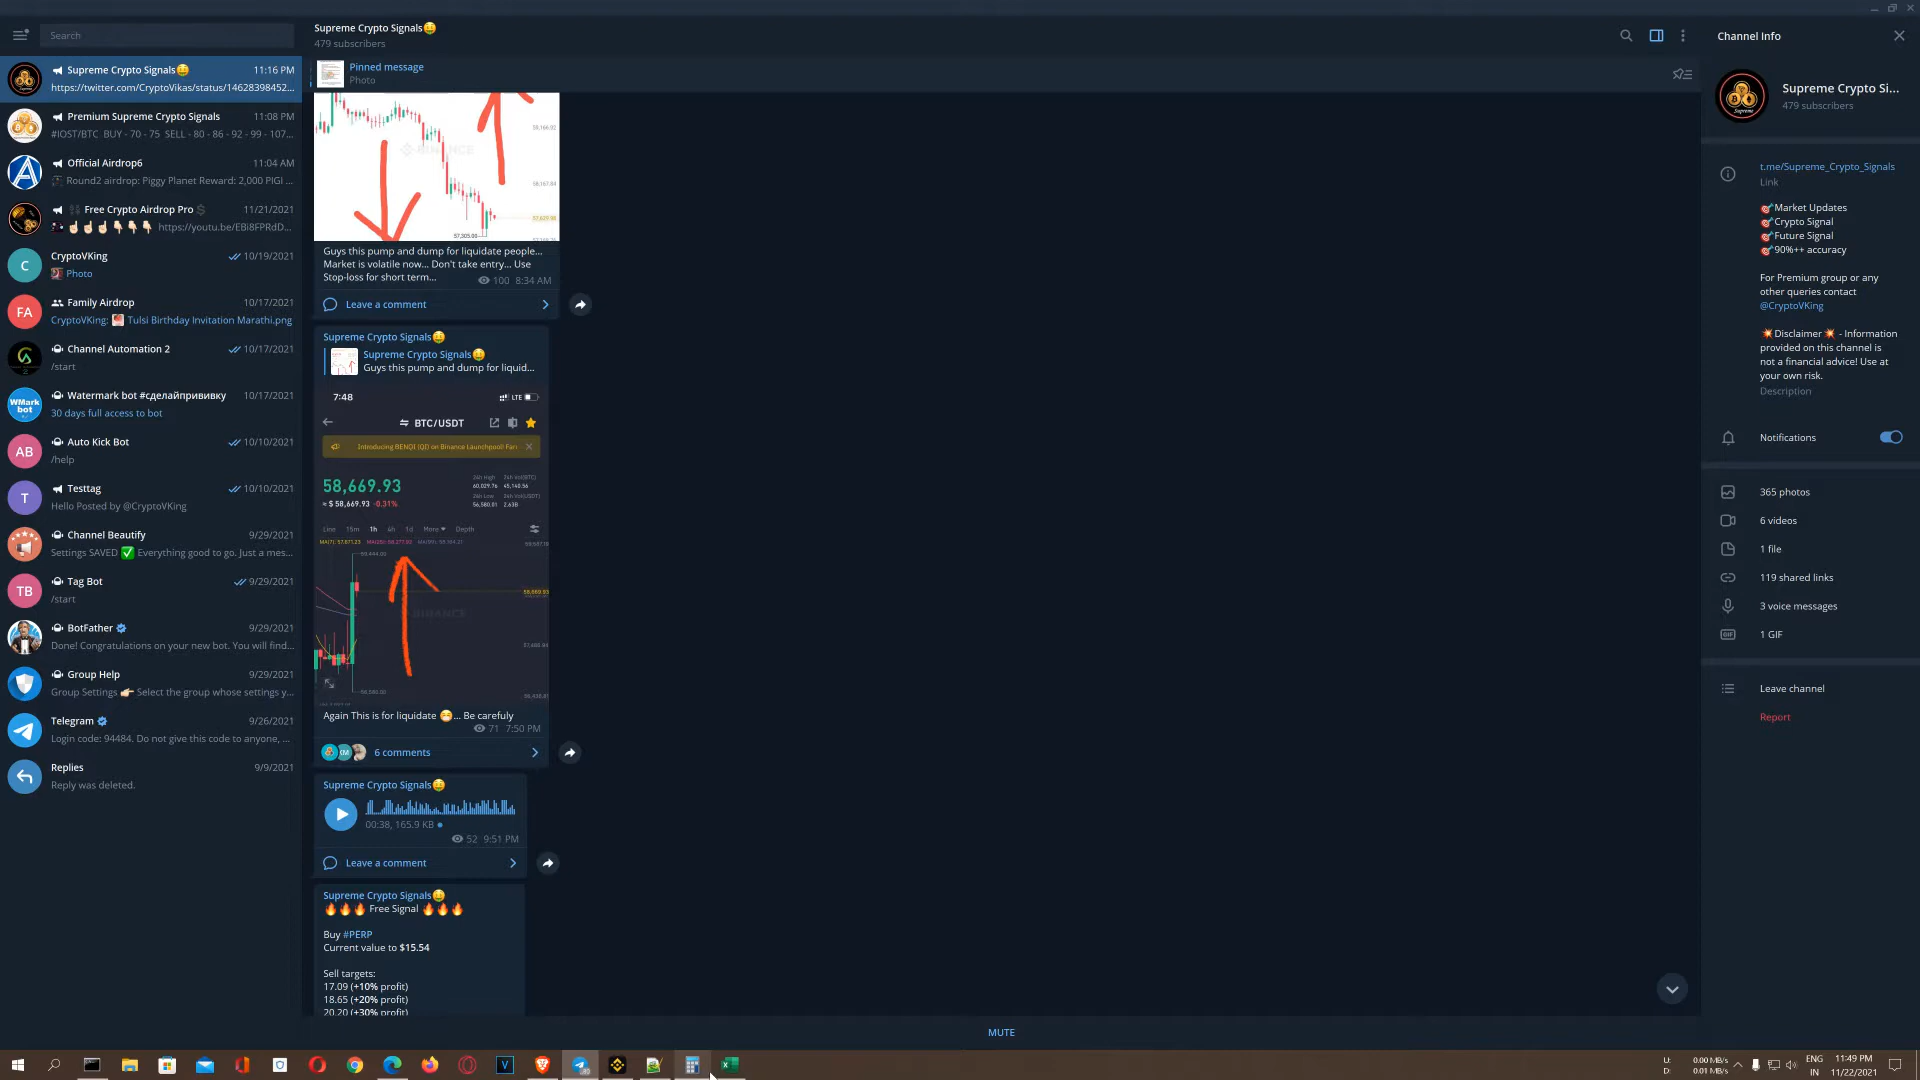 Search
Supreme Crypto Signals🤑 11:16 PM
https://twitter.com/CryptoVikas/status/14628398452...
Premium Supreme Crypto Signals 11:08 PM
#IOST/BTC BUY - 70 - 75 SELL - 80 - 86 - 92 - 99 - 107...
Official Airdrop6 11:04 AM
Round2 airdrop: Piggy Planet Reward: 2,000 PIGI ...
Free Crypto Airdrop Pro 11/21/2021
☝🏻☝🏻☝🏻👇🏻👇🏻👇🏻 https://youtu.be/EBi8FPRdD...
C
CryptoVKing 10/19/2021
Photo
FA
Family Airdrop 10/17/2021
CryptoVKing: Tulsi Birthday Invitation Marathi.png
Channel Automation 2 10/17/2021
/start
WMark
bot
Watermark bot #сделайпрививку 10/17/2021
30 days full access to bot
AB
Auto Kick Bot 10/10/2021
/help
T
Testtag 10/10/2021
Hello Posted by @CryptoVKing
Channel Beautify 9/29/2021
Settings SAVED ✅ Everything good to go. Just a mes...
TB
Tag Bot 9/29/2021
/start
BotFather 9/29/2021
Done! Congratulations on your new bot. You will find...
Group Help 9/29/2021
Group Settings 👉🏻 Select the group whose settings y...
Telegram 9/26/2021
Login code: 94484. Do not give this code to anyone, ...
Replies 9/9/2021
Reply was deleted.
Supreme Crypto Signals🤑
479 subscribers
Pinned message
Photo
BINANCE
57,305.00
Guys this pump and dump for liquidate people...
Market is volatile now... Don't take entry... Use
Stop-loss for short term...
100 8:34 AM
Leave a comment
Supreme Crypto Signals🤑
Supreme Crypto Signals🤑
Guys this pump and dump for liquid...
7:48 LTE
BTC/USDT
Introducing BENQI (QI) on Binance Launchpool! Far
58,669.93
≈ $ 58,669.93 -0.31%
24h High 24h Vol(BTC)
60,029.76 45,140.56
24h Low 24h Vol(USDT)
56,580.01 2.63B
Line 15m 1h 4h 1d More Depth
BINANCE
Again This is for liquidate 😁... Be carefuly
71 7:50 PM
6 comments
Supreme Crypto Signals🤑
00:38, 165.9 KB
52 9:51 PM
Leave a comment
Supreme Crypto Signals🤑
🔥🔥🔥 Free Signal 🔥🔥🔥
Buy #PERP
Current value to $15.54
Sell targets:
17.09 (+10% profit)
18.65 (+20% profit)
20.20 (+30% profit)
MUTE
Channel Info
Supreme Crypto Si...
479 subscribers
t.me/Supreme_Crypto_Signals
Link
🎯Market Updates
🎯Crypto Signal
🎯Future Signal
🎯90%++ accuracy
For Premium group or any
other queries contact
@CryptoVKing
💥Disclaimer💥 - Information
provided on this channel is
not a financial advice! Use at
your own risk.
Description
Notifications
365 photos
6 videos
1 file
119 shared links
3 voice messages
GIF
1 GIF
Leave channel
Report
U: 0.00 MB/s
D: 0.01 MB/s
ENG
IN
11:49 PM
11/22/2021